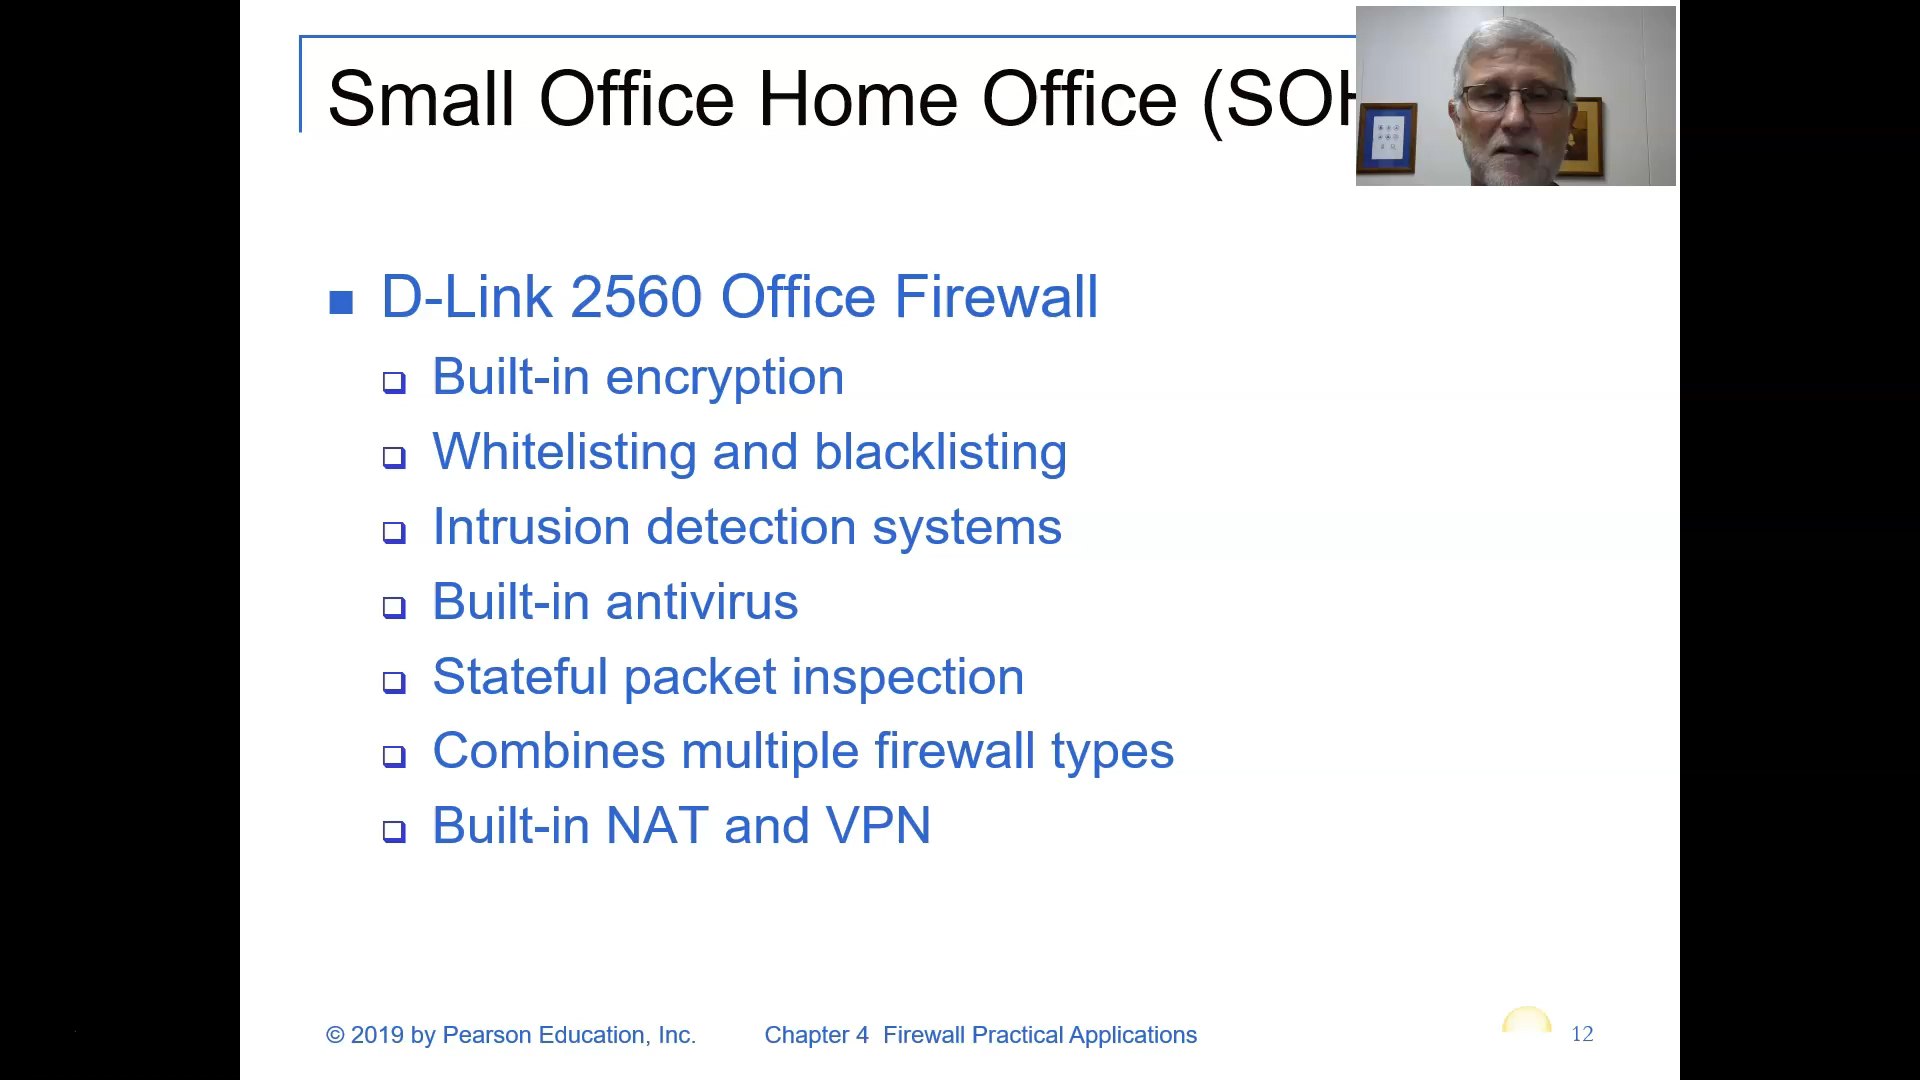 Small Office Home Office (SOH
D-Link 2560 Office Firewall
Built-in encryption
Whitelisting and blacklisting
Intrusion detection systems
Built-in antivirus
Stateful packet inspection
Combines multiple firewall types
Built-in NAT and VPN
© 2019 by Pearson Education, Inc. Chapter 4 Firewall Practical Applications 12